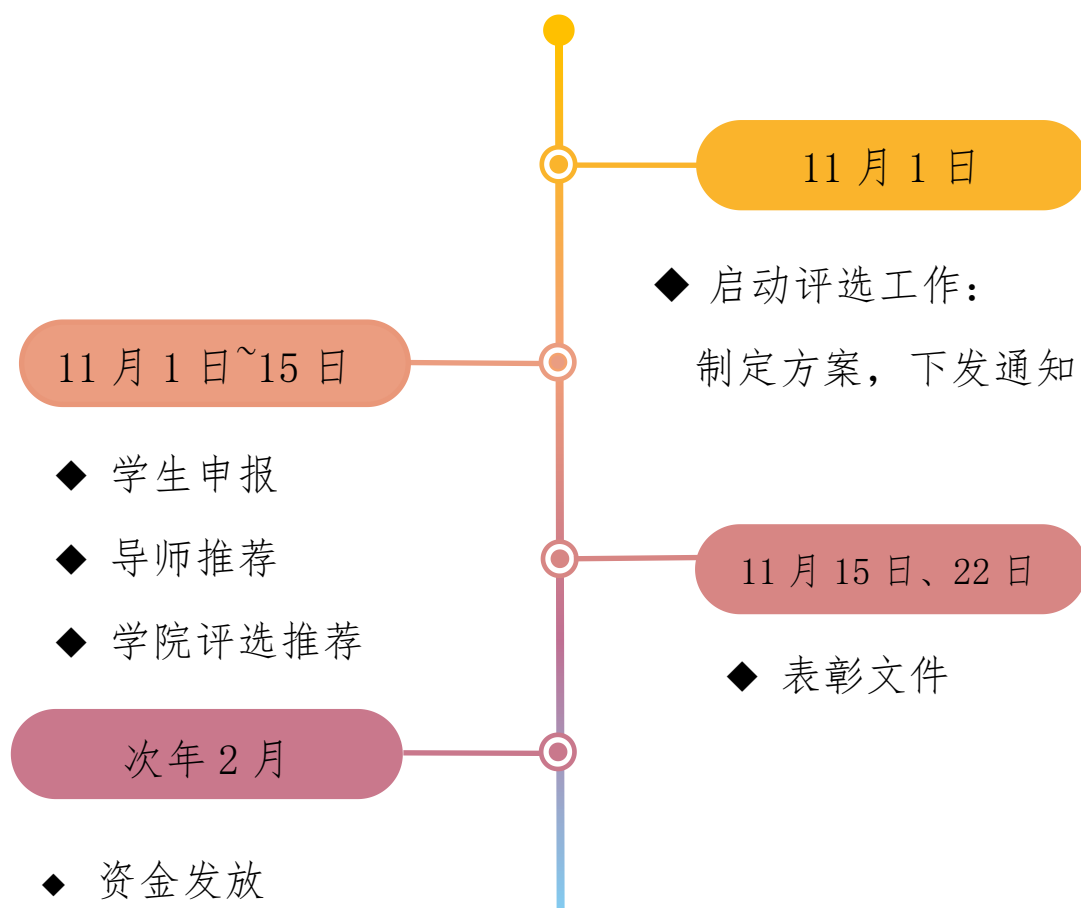 11 月 1 日
◆ 启动评选工作：
制定方案，下发通知
11 月 1 日~15 日
◆ 学生申报
◆ 导师推荐
◆ 学院评选推荐
11 月 15 日、22 日
◆ 表彰文件
次年 2 月
◆ 资金发放